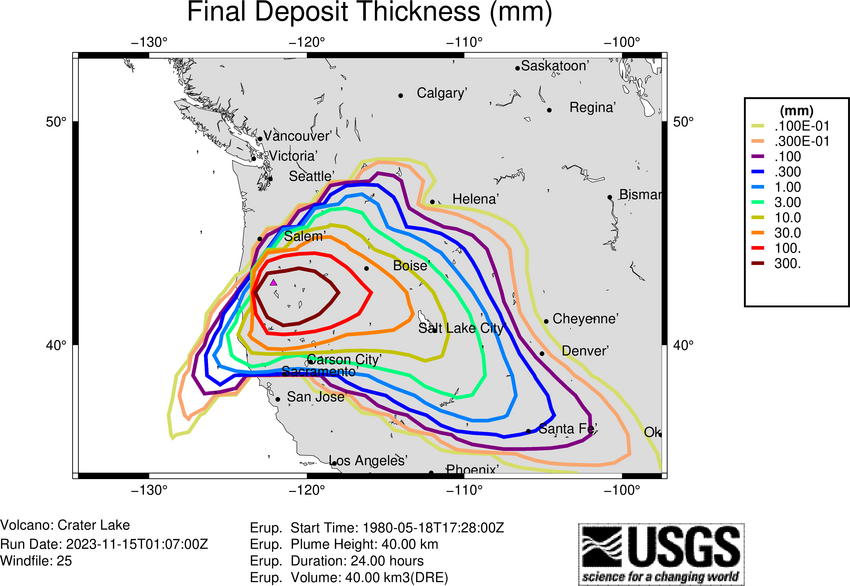 Final Deposit Thickness (mm)
−130° −120° −110° −100°
Saskatoon'
Calgary'
Regina'
50° 50°
Vancouver'
Victoria'
Seattle'
Helena'
Bismar
Salem'
Boise'
Salt Lake City
Cheyenne'
40° 40°
Denver'
Carson City'
Sacramento'
San Jose'
Santa Fe'
Ok
Los Angeles'
Phoenix'
−130° −120° −110° −100°
(mm)
.100E-01
.300E-01
.100
.300
1.00
3.00
10.0
30.0
100.
300.
Volcano: Crater Lake
Run Date: 2023-11-15T01:07:00Z
Windfile: 25
Erup. Start Time: 1980-05-18T17:28:00Z
Erup. Plume Height: 40.00 km
Erup. Duration: 24.00 hours
Erup. Volume: 40.00 km3(DRE)
USGS
science for a changing world